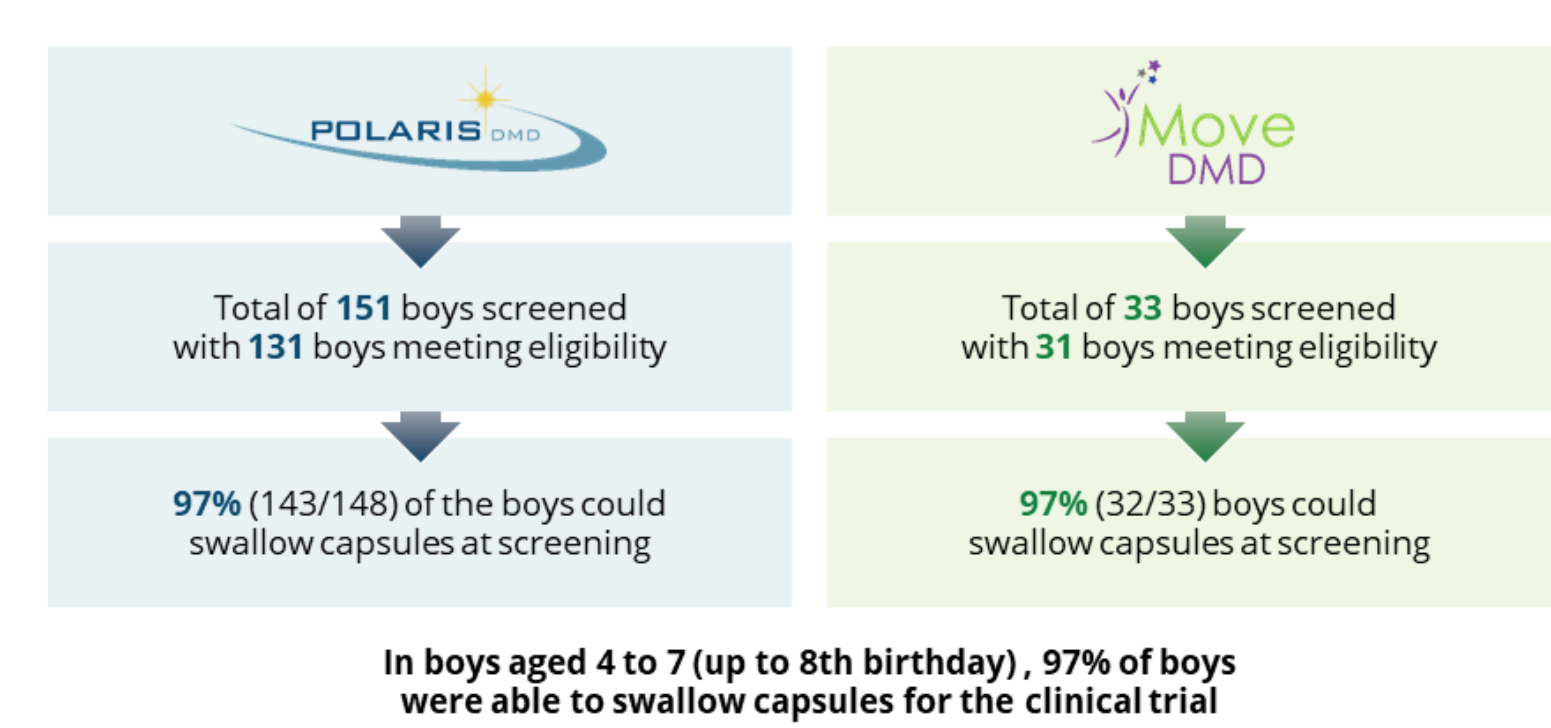 POLARIS DMD
Total of 151 boys screened
with 131 boys meeting eligibility
97% (143/148) of the boys could
swallow capsules at screening
Move
DMD
Total of 33 boys screened
with 31 boys meeting eligibility
97% (32/33) boys could
swallow capsules at screening
In boys aged 4 to 7 (up to 8th birthday) , 97% of boys
were able to swallow capsules for the clinical trial